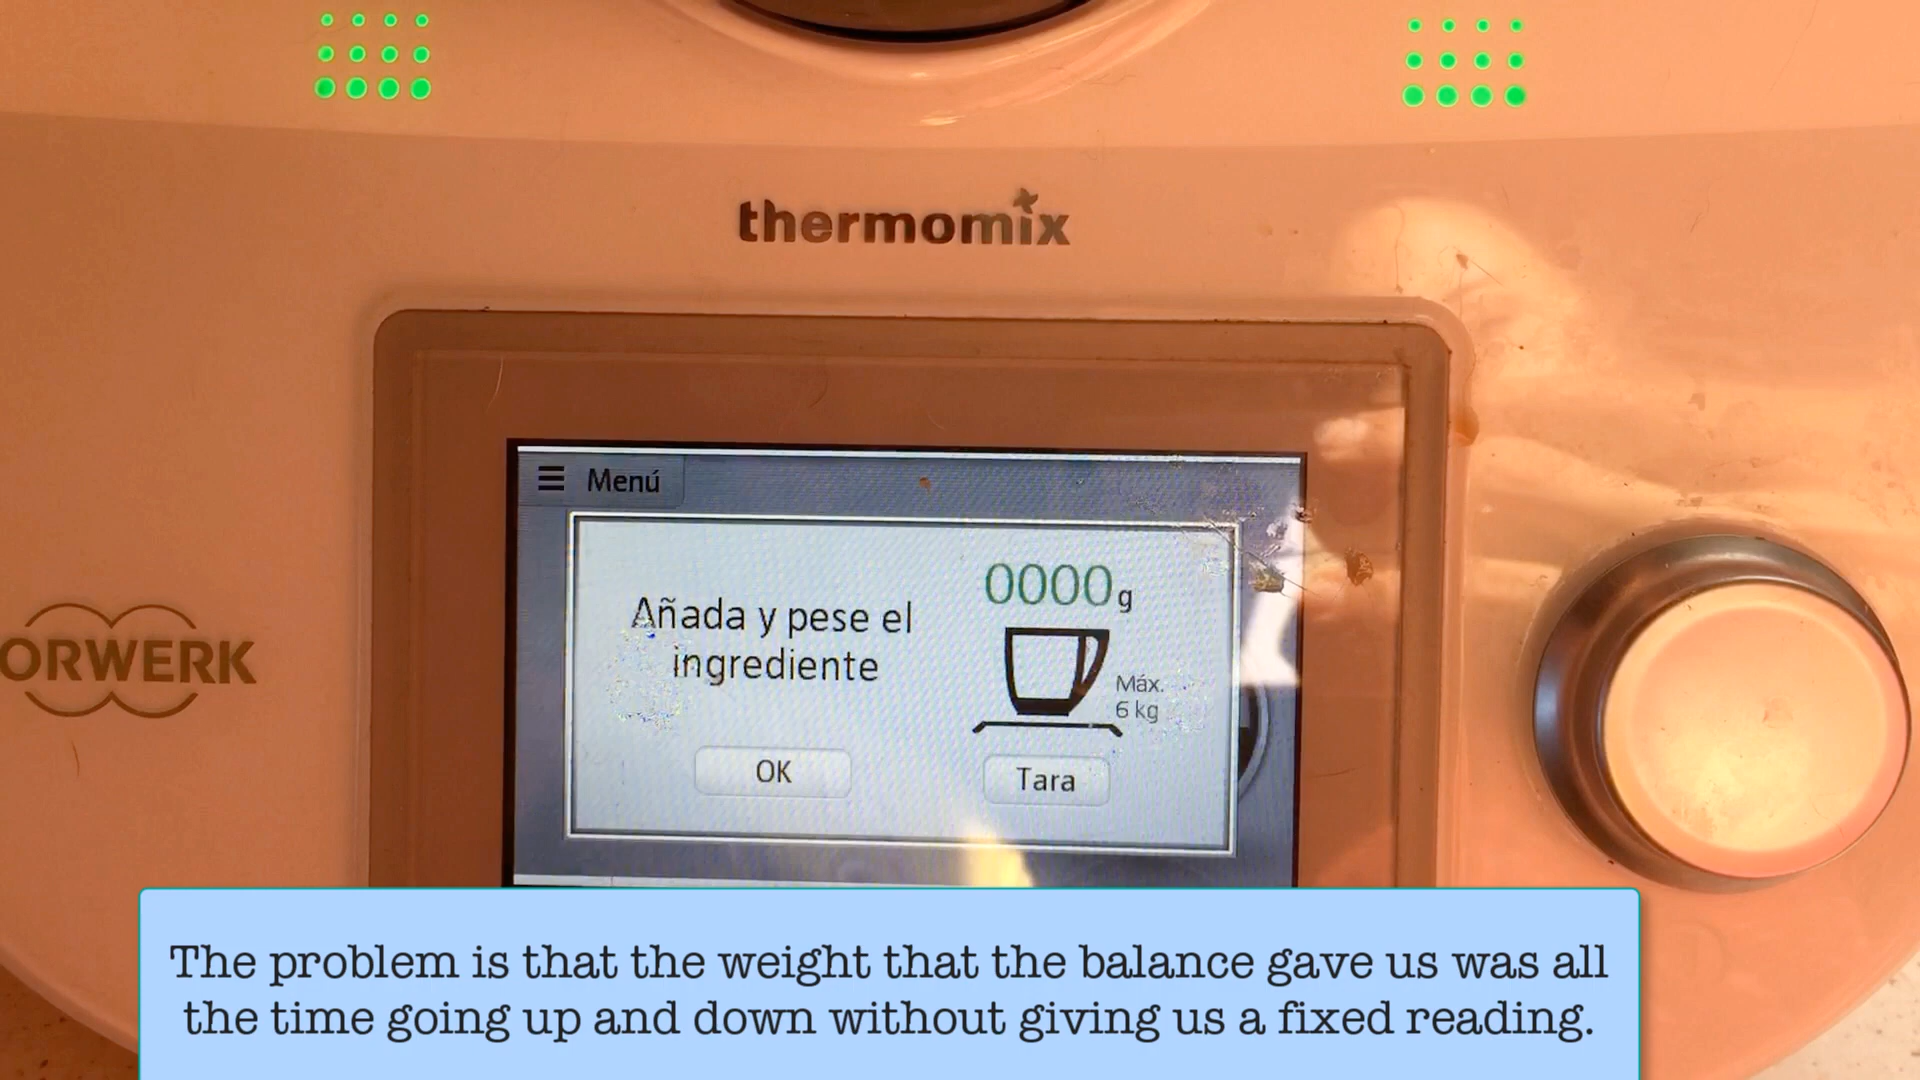 thermomix
ORWERK
Menú
0000 g
Añada y pese el
ingrediente
Máx.
6 kg
OK
Tara
The problem is that the weight that the balance gave us was all
the time going up and down without giving us a fixed reading.